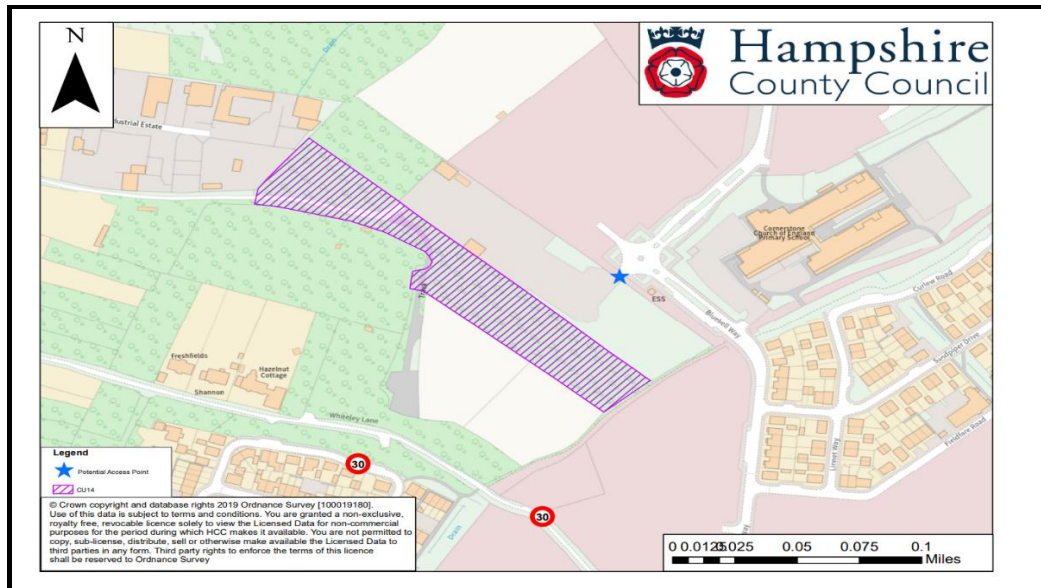 N
Hampshire
County Council
Drain
dustrial Estate
Cornerstone
Church of England
Primary School
Curlew Road
ESS
Bluebell Way
Sandpiper Drive
Track
Freshfields
Hazelnut
Cottage
Shannon
Whiteley Lane
Linnet Way
Fieldfare Road
Legend
Potential Access Point
CU14
30
30
Drain
Way
© Crown copyright and database rights 2019 Ordnance Survey [100019180].
Use of this data is subject to terms and conditions. You are granted a non-exclusive,
royalty free, revocable licence solely to view the Licensed Data for non-commercial
purposes for the period during which HCC makes it available. You are not permitted to
copy, sub-license, distribute, sell or otherwise make available the Licensed Data to
third parties in any form. Third party rights to enforce the terms of this licence
shall be reserved to Ordnance Survey
0 0.01250.025 0.05 0.075 0.1
Miles